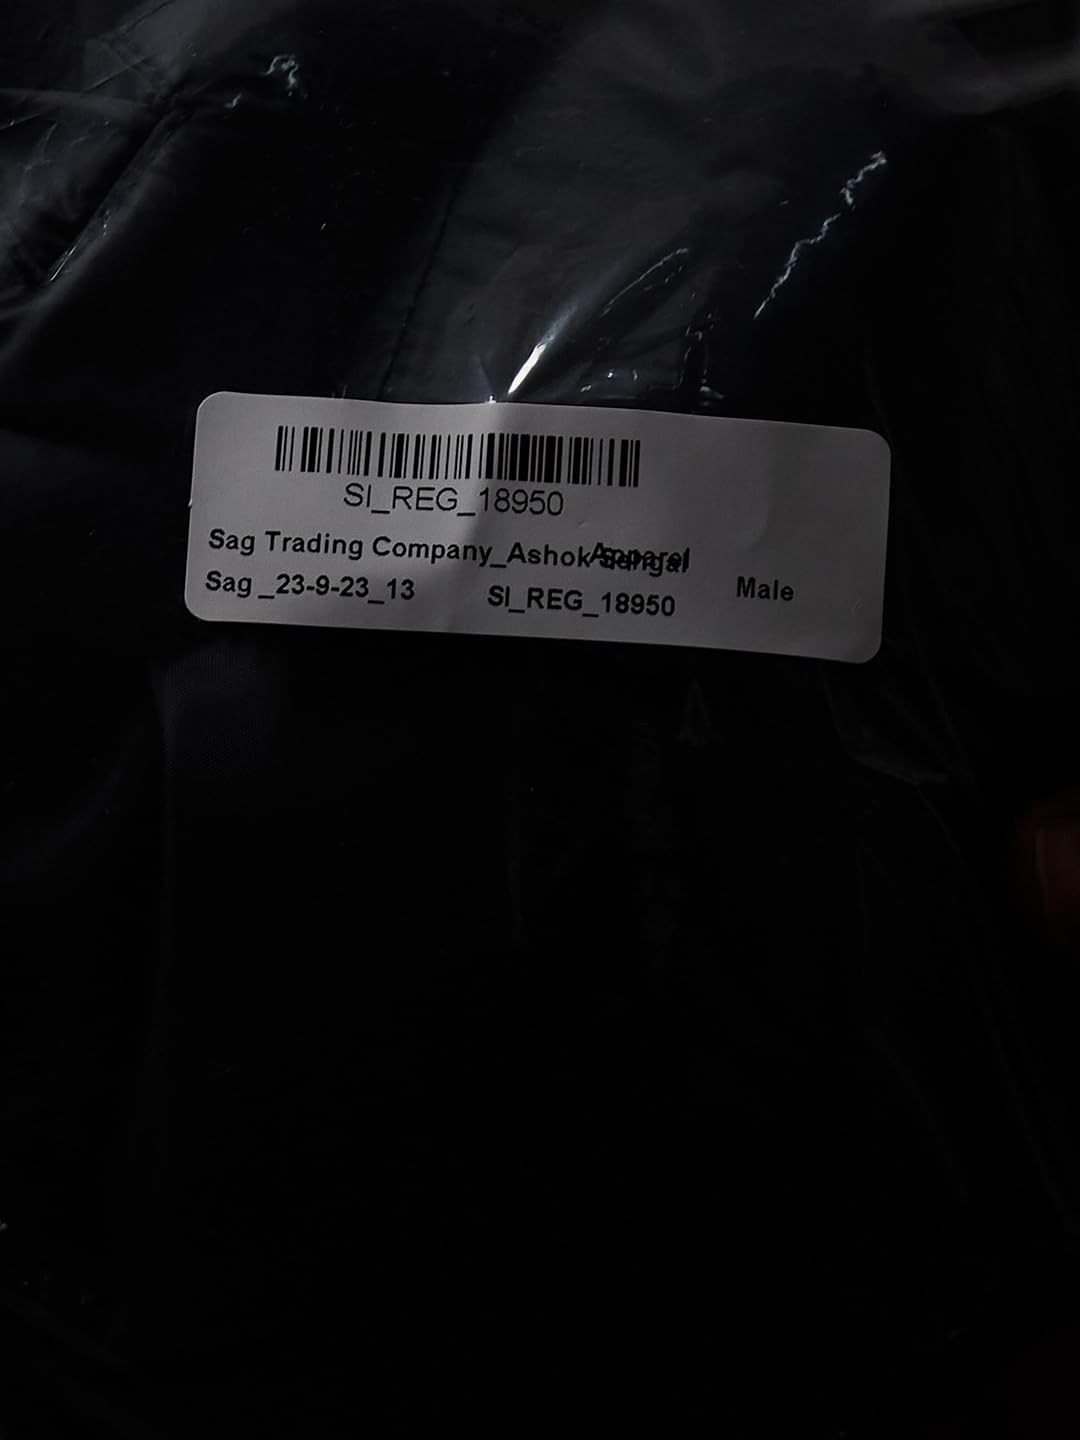 SI_REG_18950
Sag Trading Company_Ashok Apparel
Sag _23-9-23_13 SI_REG_18950 Male